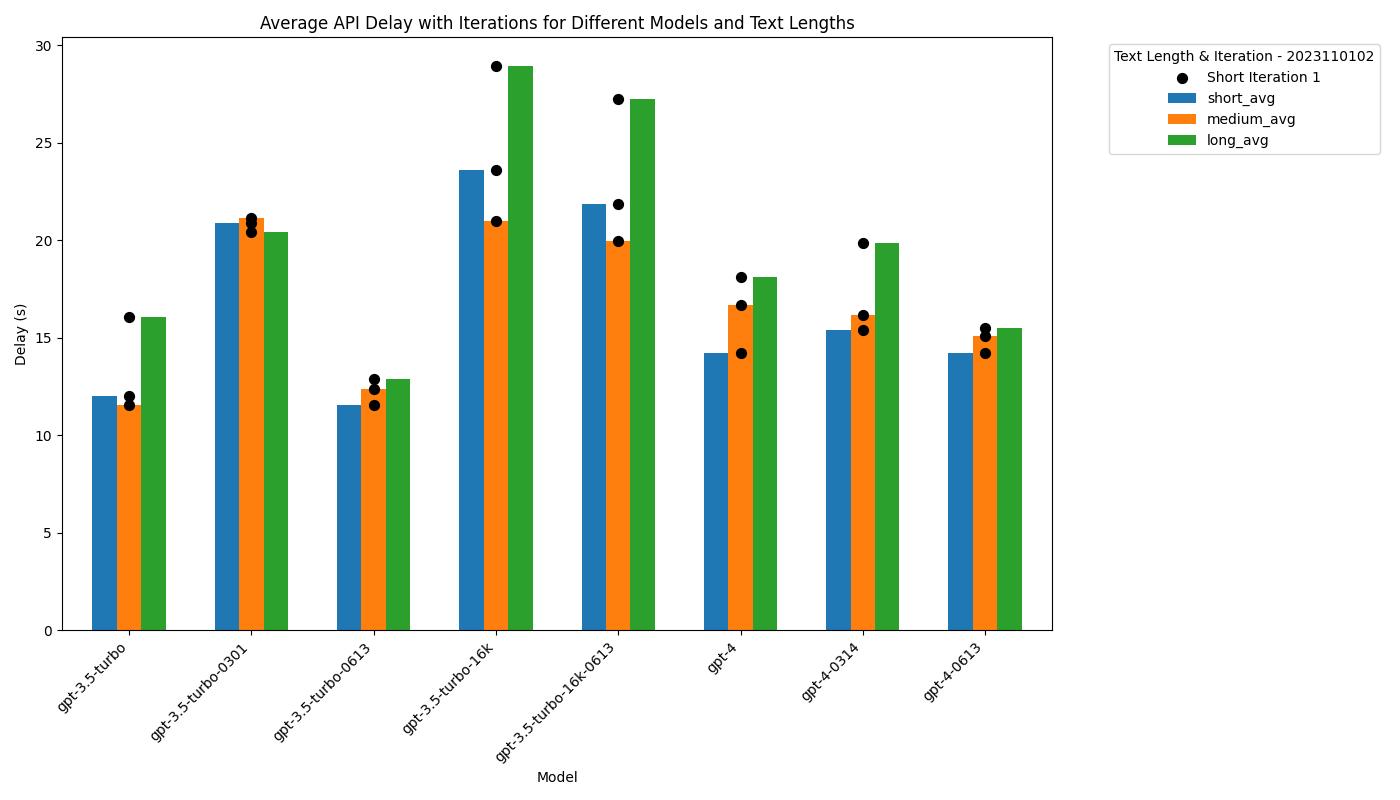 Average API Delay with Iterations for Different Models and Text Lengths
Text Length & Iteration - 2023110102
Short Iteration 1
short_avg
medium_avg
long_avg
Delay (s)
30
25
20
15
10
5
0
gpt-3.5-turbo
gpt-3.5-turbo-0301
gpt-3.5-turbo-0613
gpt-3.5-turbo-16k
gpt-3.5-turbo-16k-0613
gpt-4
gpt-4-0314
gpt-4-0613
Model